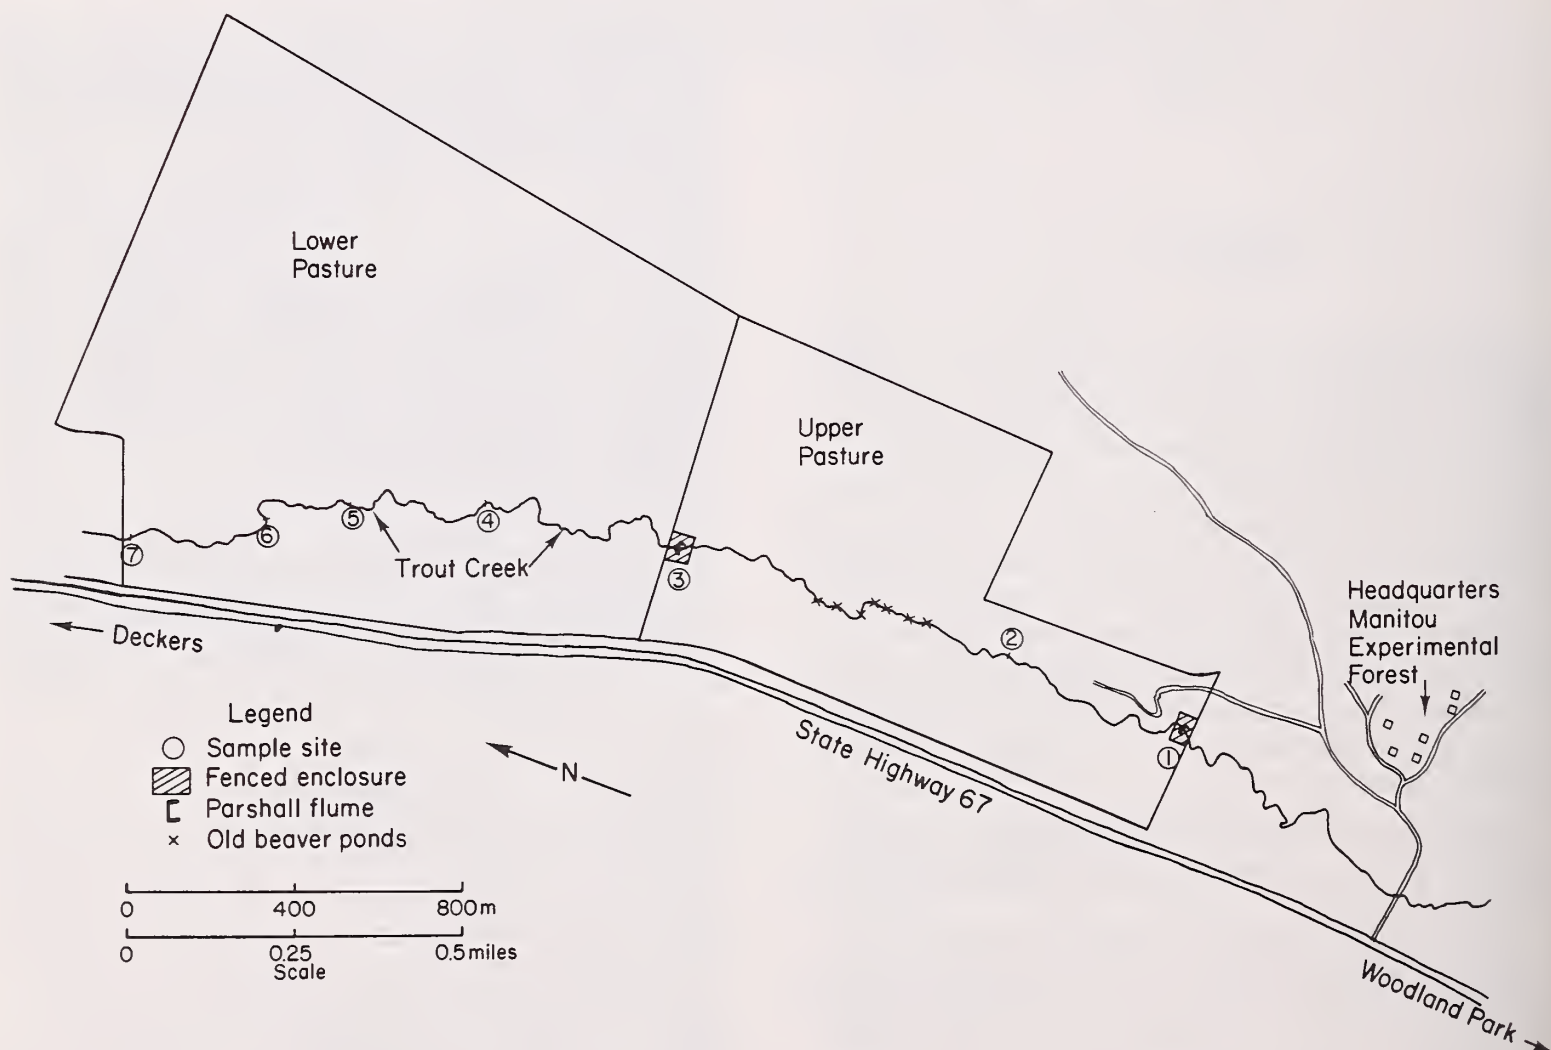 Lower
Pasture
Upper
Pasture
⑤
④
⑥
⑦
Trout Creek
③
②
①
Headquarters
Manitou
Experimental
Forest
Deckers
State Highway 67
N
Woodland Park
Legend
Sample site
Fenced enclosure
Parshall flume
Old beaver ponds
0 400 800m
0 0.25 0.5 miles
Scale